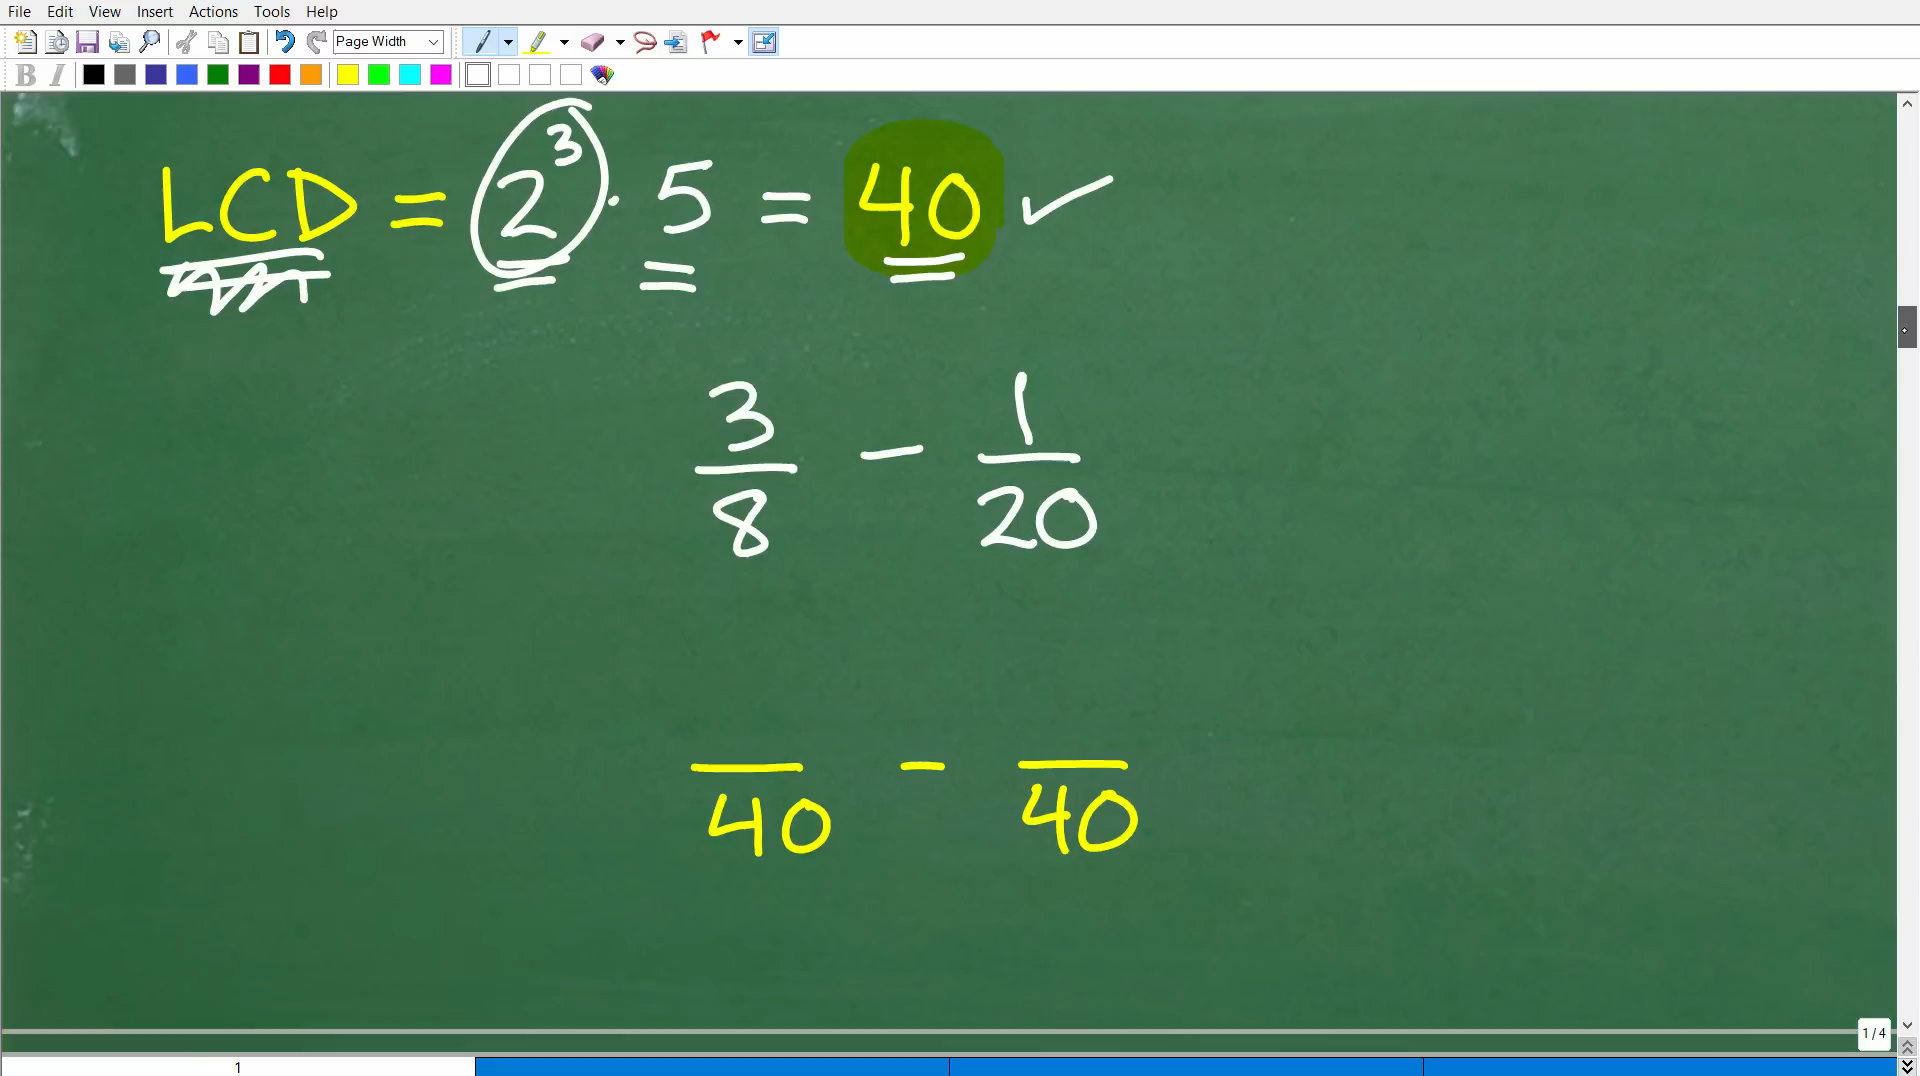 File Edit View Insert Actions Tools Help
Page Width
B I
LCD = 2³ · 5 = 40 ✓
3/8 - 1/20
/40 - /40
1 / 4
1